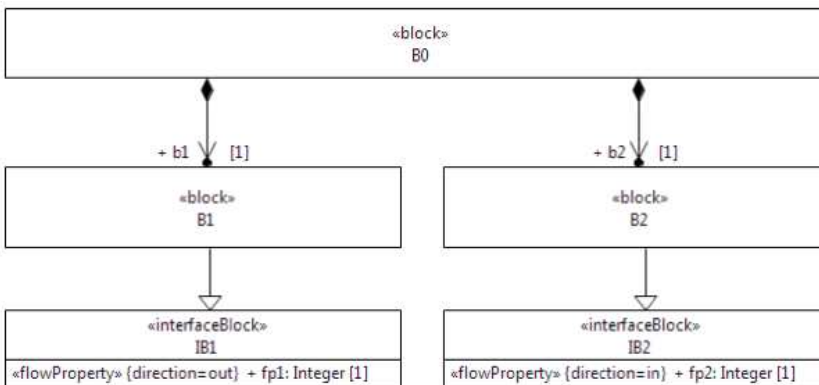 «block»
B0
+ b1 [1]
+ b2 [1]
«block»
B1
«block»
B2
«interfaceBlock»
IB1
«flowProperty» {direction=out} + fp1: Integer [1]
«interfaceBlock»
IB2
«flowProperty» {direction=in} + fp2: Integer [1]